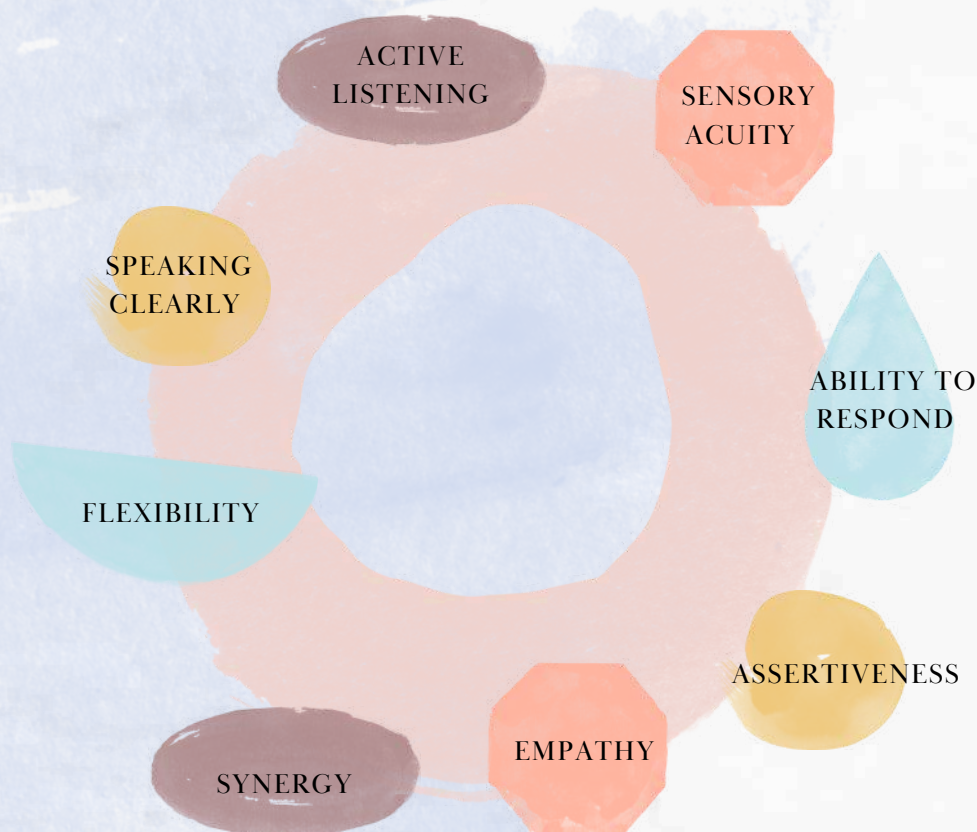 ACTIVE
LISTENING
SENSORY
ACUITY
SPEAKING
CLEARLY
ABILITY TO
RESPOND
FLEXIBILITY
ASSERTIVENESS
EMPATHY
SYNERGY